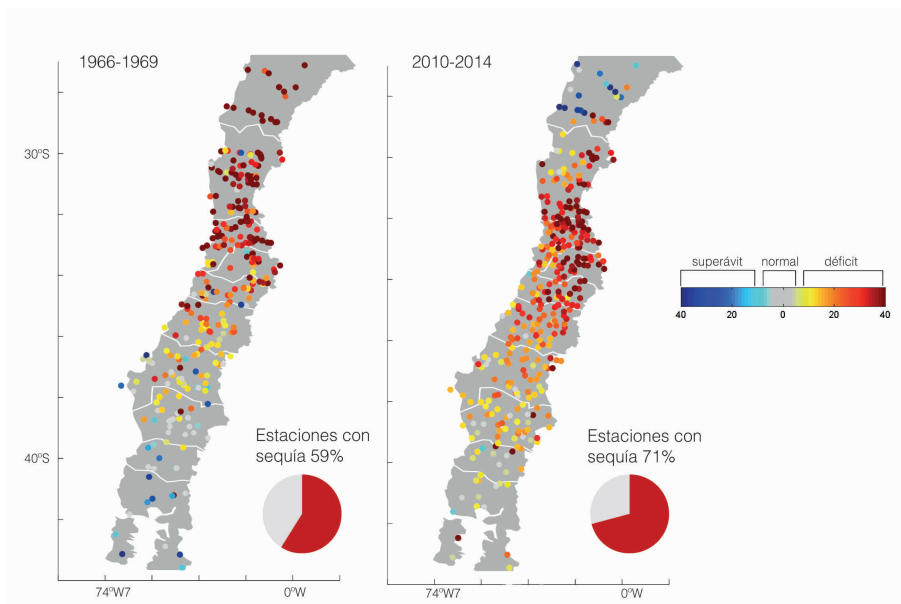 1966-1969
2010-2014
30ºS
40ºS
74ºW7
0ºW
74ºW7
0ºW
Estaciones con
sequía 59%
Estaciones con
sequía 71%
superávit normal déficit
40 20 0 20 40